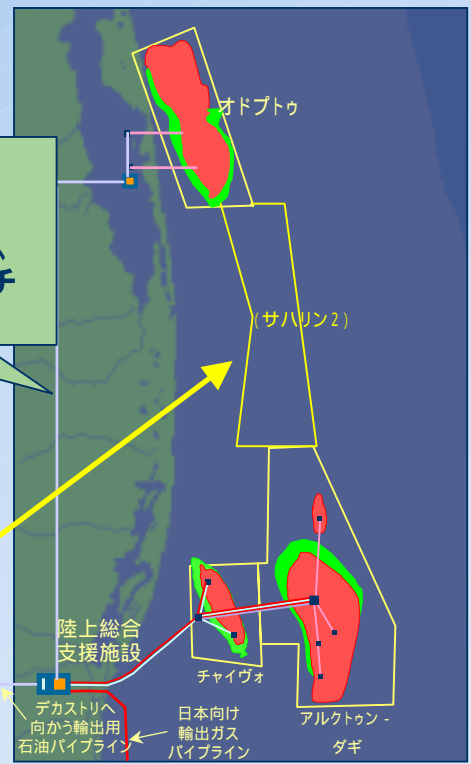 オドプトゥ
(サハリン2)
陸上総合
支援施設
チャイヴォ
アルクトゥン -
ダギ
デカストリへ
向かう輸出用
石油パイプライン
日本向け
輸出ガス
パイプライン